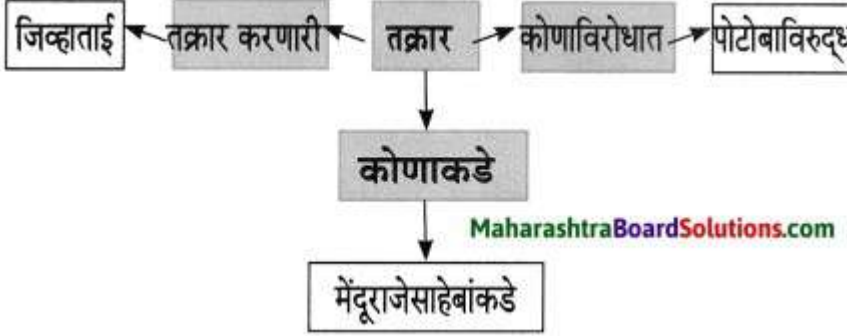 जिव्हाताई तक्रार करणारी तक्रार कोणाविरोधात पोटोबाविरुद्ध
कोणाकडे
MaharashtraBoardSolutions.com
मेंदूराजेसाहेबांकडे